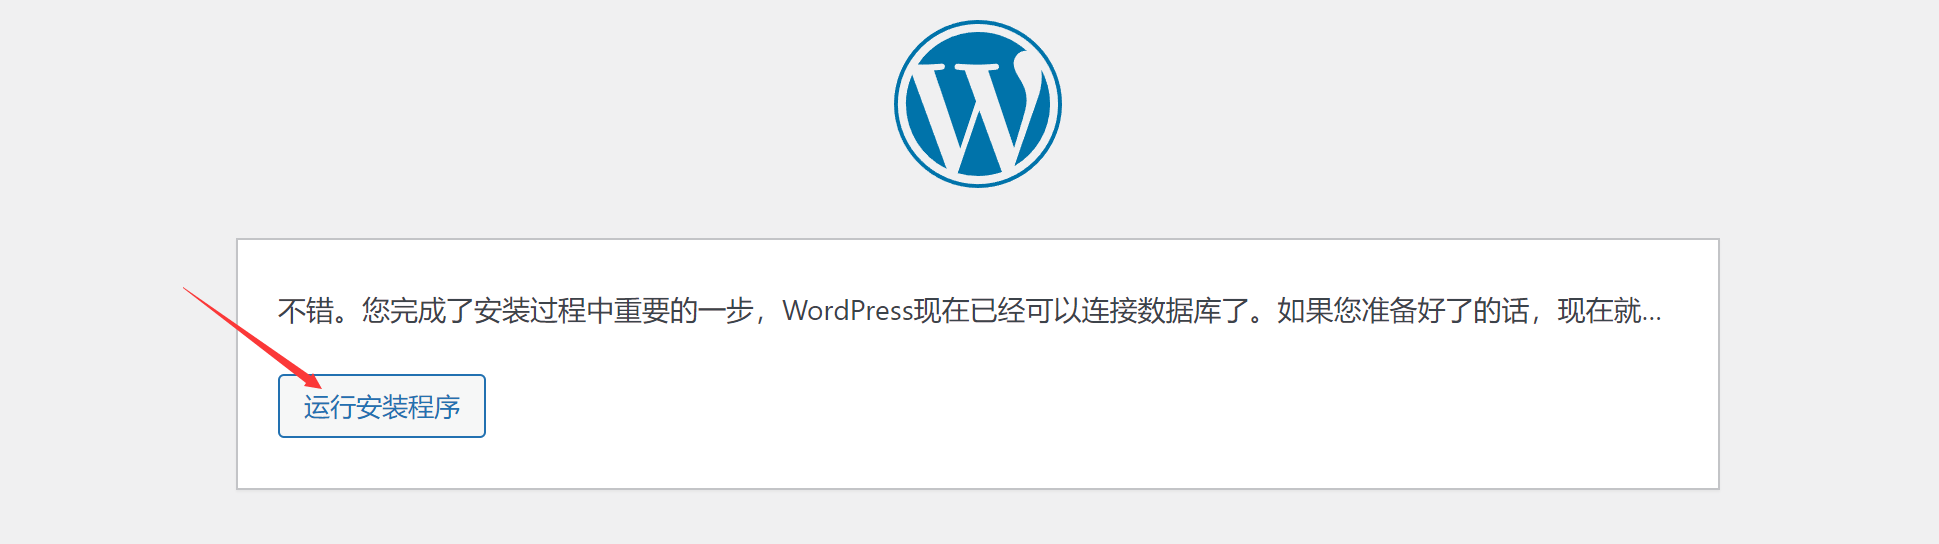 不错。您完成了安装过程中重要的一步，WordPress现在已经可以连接数据库了。如果您准备好了的话，现在就…
运行安装程序